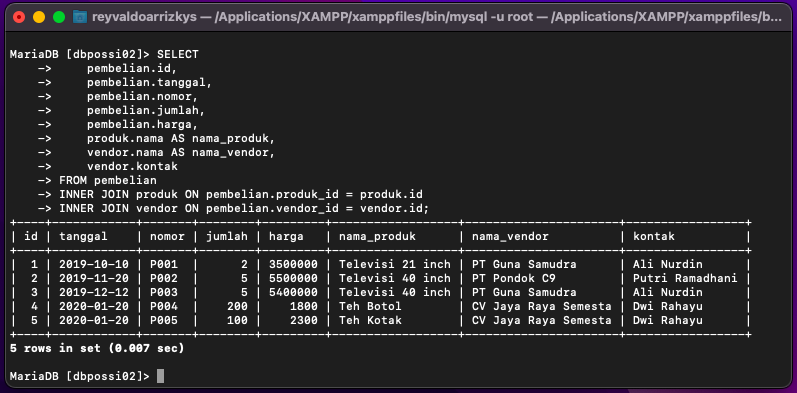 reyvaldoarrizkys — /Applications/XAMPP/xamppfiles/bin/mysql -u root — /Applications/XAMPP/xamppfiles/b...
MariaDB [dbpossi02]> SELECT
    ->     pembelian.id,
    ->     pembelian.tanggal,
    ->     pembelian.nomor,
    ->     pembelian.jumlah,
    ->     pembelian.harga,
    ->     produk.nama AS nama_produk,
    ->     vendor.nama AS nama_vendor,
    ->     vendor.kontak
    -> FROM pembelian
    -> INNER JOIN produk ON pembelian.produk_id = produk.id
    -> INNER JOIN vendor ON pembelian.vendor_id = vendor.id;
+----+------------+-------+--------+---------+------------------+----------------------+-----------------+
| id | tanggal    | nomor | jumlah | harga   | nama_produk      | nama_vendor          | kontak          |
+----+------------+-------+--------+---------+------------------+----------------------+-----------------+
|  1 | 2019-10-10 | P001  |      2 | 3500000 | Televisi 21 inch | PT Guna Samudra      | Ali Nurdin      |
|  2 | 2019-11-20 | P002  |      5 | 5500000 | Televisi 40 inch | PT Pondok C9         | Putri Ramadhani |
|  3 | 2019-12-12 | P003  |      5 | 5400000 | Televisi 40 inch | PT Guna Samudra      | Ali Nurdin      |
|  4 | 2020-01-20 | P004  |    200 |    1800 | Teh Botol        | CV Jaya Raya Semesta | Dwi Rahayu      |
|  5 | 2020-01-20 | P005  |    100 |    2300 | Teh Kotak        | CV Jaya Raya Semesta | Dwi Rahayu      |
+----+------------+-------+--------+---------+------------------+----------------------+-----------------+
5 rows in set (0.007 sec)
MariaDB [dbpossi02]>